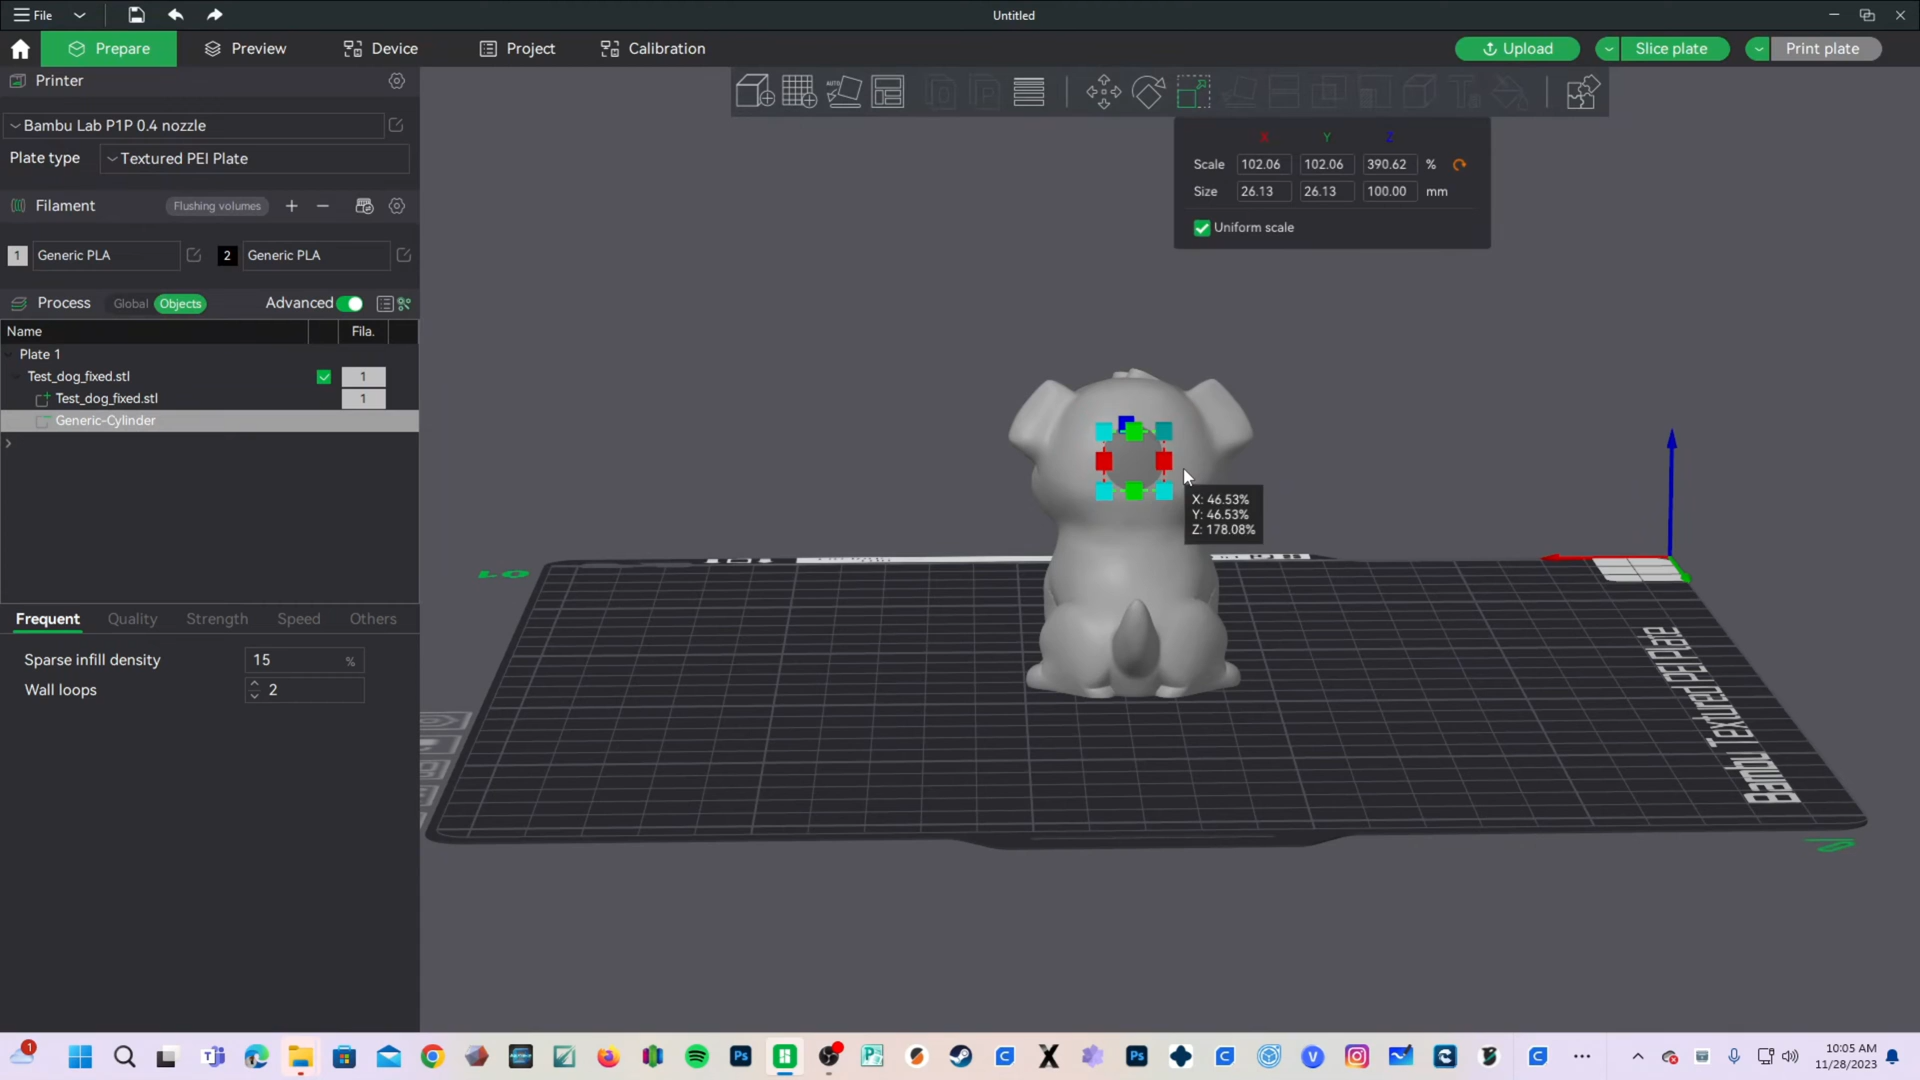 File
Untitled
Prepare
Preview
Device
Project
Calibration
Upload
Slice plate
Print plate
Printer
Bambu Lab P1P 0.4 nozzle
Plate type
Textured PEI Plate
Filament
Flushing volumes
1
Generic PLA
2
Generic PLA
Process
Global
Objects
Advanced
Name
Fila.
Plate 1
Test_dog_fixed.stl
1
Test_dog_fixed.stl
1
Generic-Cylinder
Frequent
Quality
Strength
Speed
Others
Sparse infill density
15
%
Wall loops
2
AUTO
X Y Z
Scale 102.06 102.06 390.62 %
Size 26.13 26.13 100.00 mm
Uniform scale
X: 46.53%
Y: 46.53%
Z: 178.08%
Bambu Textured PEI Plate
10:05 AM
11/28/2023